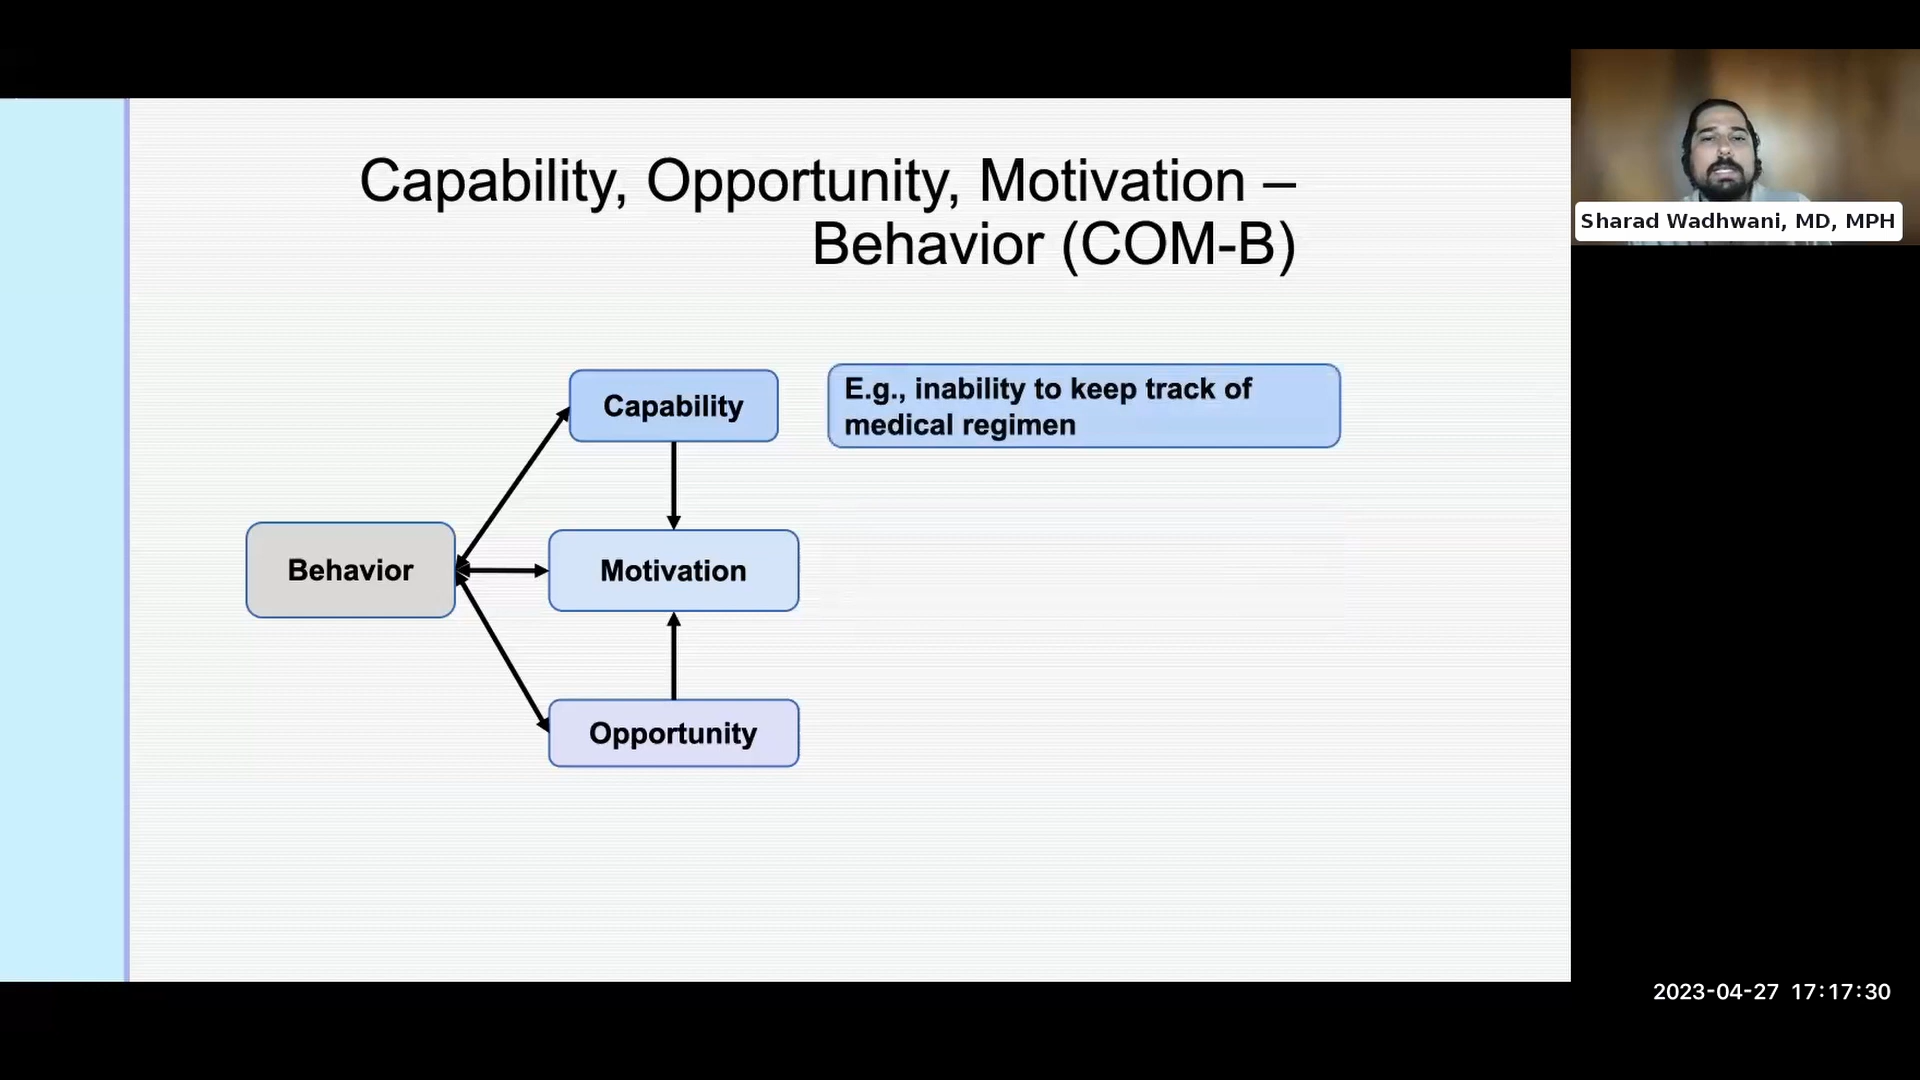 Capability, Opportunity, Motivation –
Behavior (COM-B)
Sharad Wadhwani, MD, MPH
Capability
E.g., inability to keep track of
medical regimen
Behavior
Motivation
Opportunity
2023-04-27 17:17:30